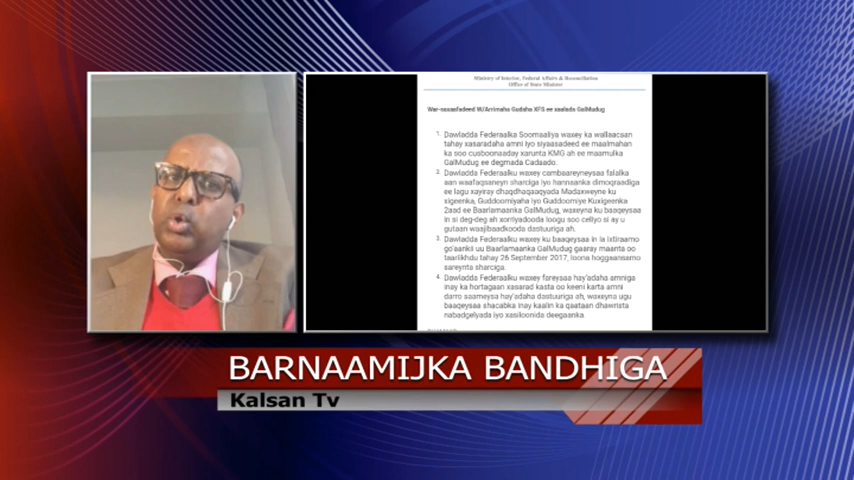 Ministry of Interior, Federal Affairs & Reconciliation
Office of State Minister
War-saxaafadeed W/Arrimaha Gudaha XFS ee xaalada GalMudug
1. Dawladda Federaalka Soomaaliya waxey ka wallaacaan
tahay xasaradaha amni iyo siyaasadeed ee maalmahan
ka soo cusboonaaday xarunta KMG ah ee maamulka
GalMudug ee degmada Cadaado.
2. Dawladda Federaalku waxey cambaareyneysaa falalka
aan waafaqsaneyn sharciga iyo hannaanka dimoqraadiga
ee lagu xayiray dhaqdhaqaaqyada Madaxweyne ku
xigeenka, Guddoomiyaha iyo Guddoomiye Kuxigeenka
2aad ee Baarlamaanka GalMudug, waxeyna ku baaqeysaa
in si deg-deg ah xorriyadooda loogu soo celiyo si ay u
gutaan waajibaadkooda dastuuriga ah.
3. Dawladda Federaalku waxey ku baaqeysaa in la ixtiraamo
go'aankii uu Baarlamaanka GalMudug gaaray maanta oo
taariikhdu tahay 26 September 2017, loona hoggaansamo
sareynta sharciga.
4. Dawladda Federaalku waxey fareysaa hay'adaha amniga
inay ka hortagaan xasarad kasta oo keeni karta amni
darro saameysa hay'adaha dastuuriga ah, waxeyna ugu
baaqeysaa shacabka inay kaalin ka qaataan dhawrista
nabadgelyada iyo xasiloonida deegaanka.
BARNAAMIJKA BANDHIGA
Kalsan Tv